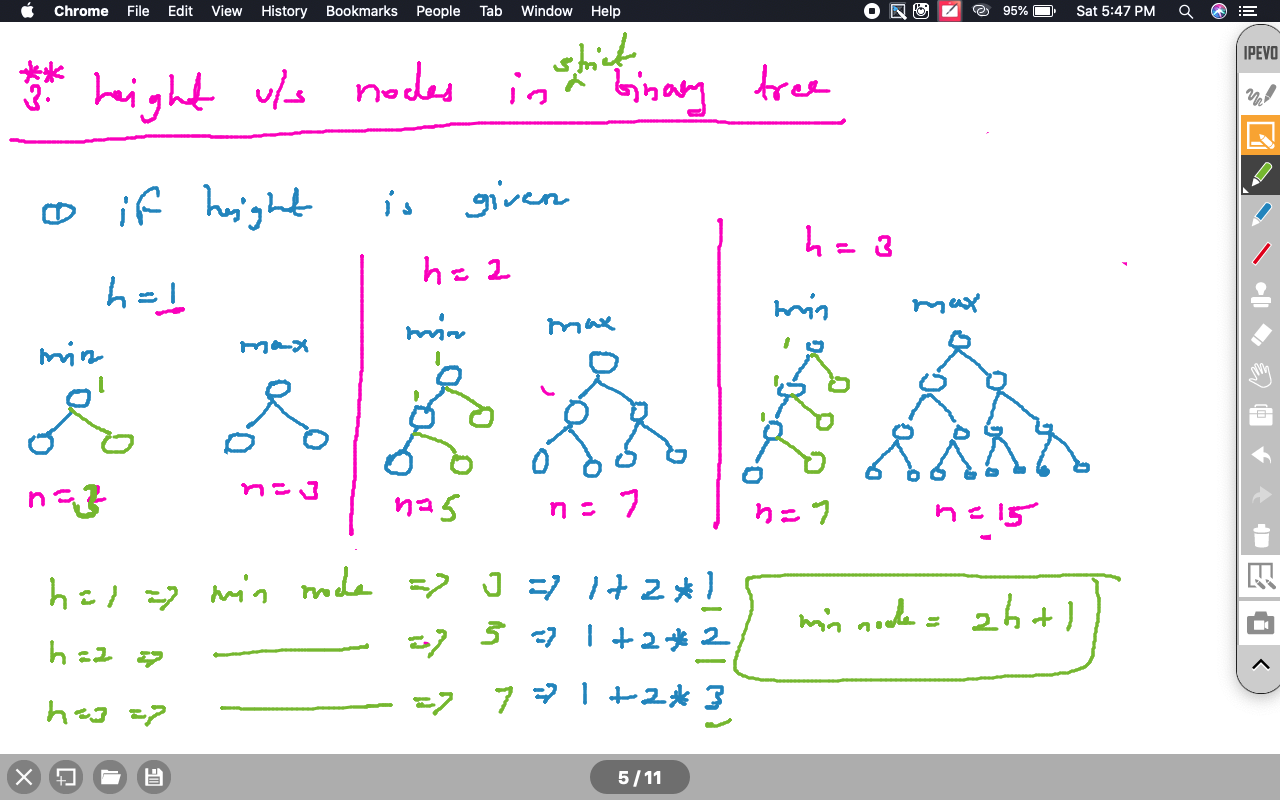 Chrome File Edit View History Bookmarks People Tab Window Help 95% Sat 5:47 PM
IPEVO
** 3. height v/s nodes in strict binary tree
① if height is given
h = 1
h = 2
h = 3
min max
min max
min max
1
1
1
1
1
1
n = 3
n = 3
n = 5
n = 7
n = 7
n = 15
h = 1 => min node => 3 => 1 + 2 * 1
h = 2 => => 5 => 1 + 2 * 2
h = 3 => => 7 => 1 + 2 * 3
min node = 2h + 1
5 / 11